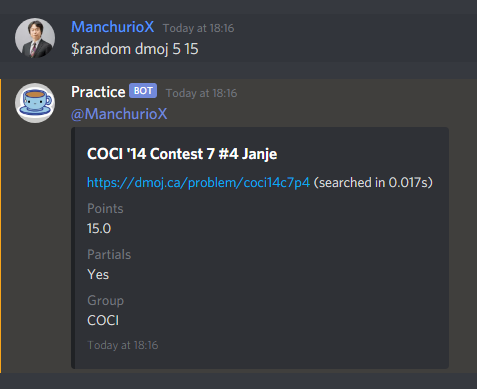 ManchurioX Today at 18:16
$random dmoj 5 15
Practice BOT Today at 18:16
@ManchurioX
COCI '14 Contest 7 #4 Janje
https://dmoj.ca/problem/coci14c7p4 (searched in 0.017s)
Points
15.0
Partials
Yes
Group
COCI
Today at 18:16